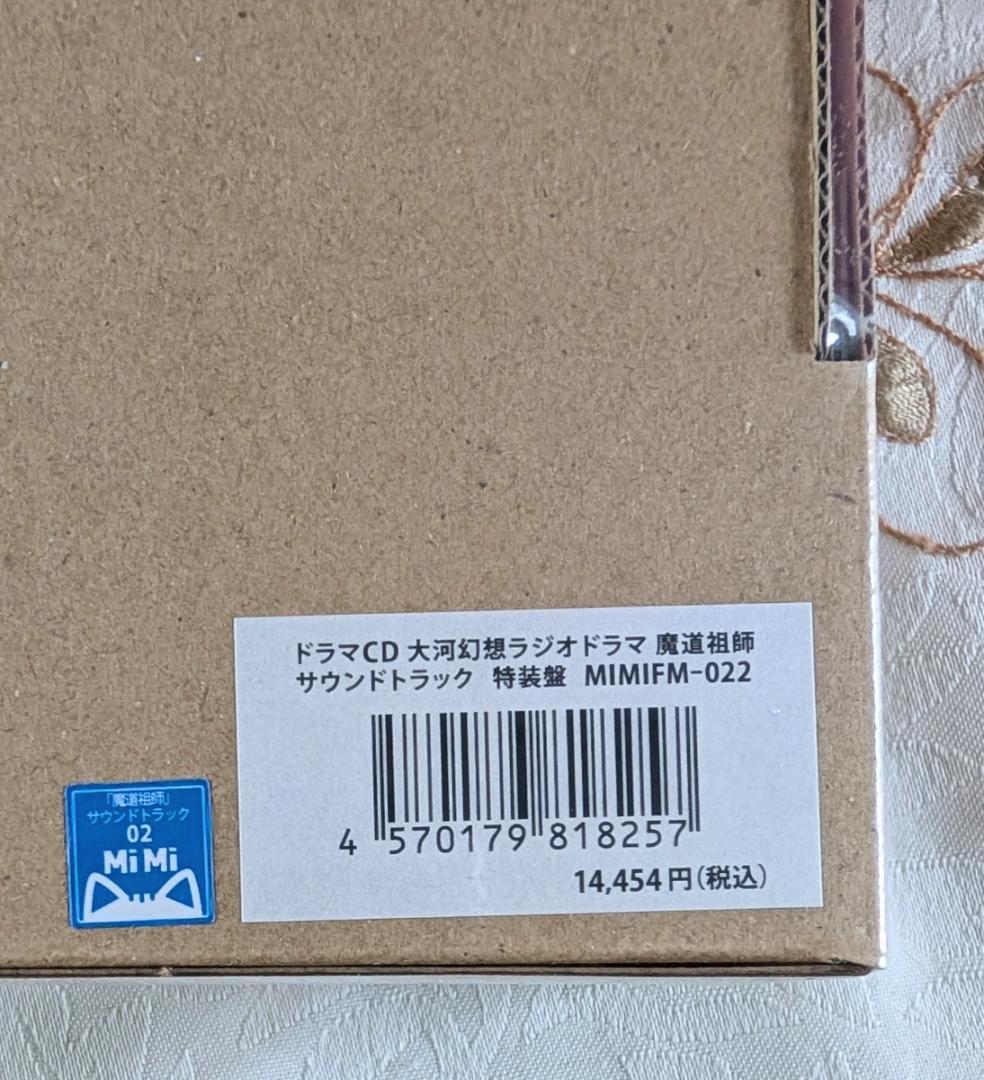 ドラマCD 大河幻想ラジオドラマ 魔道祖師
サウンドトラック 特装盤 MIMIFM-022
4 570179 818257
14,454円(税込)
「魔道祖師」
サウンドトラック
02
MiMi